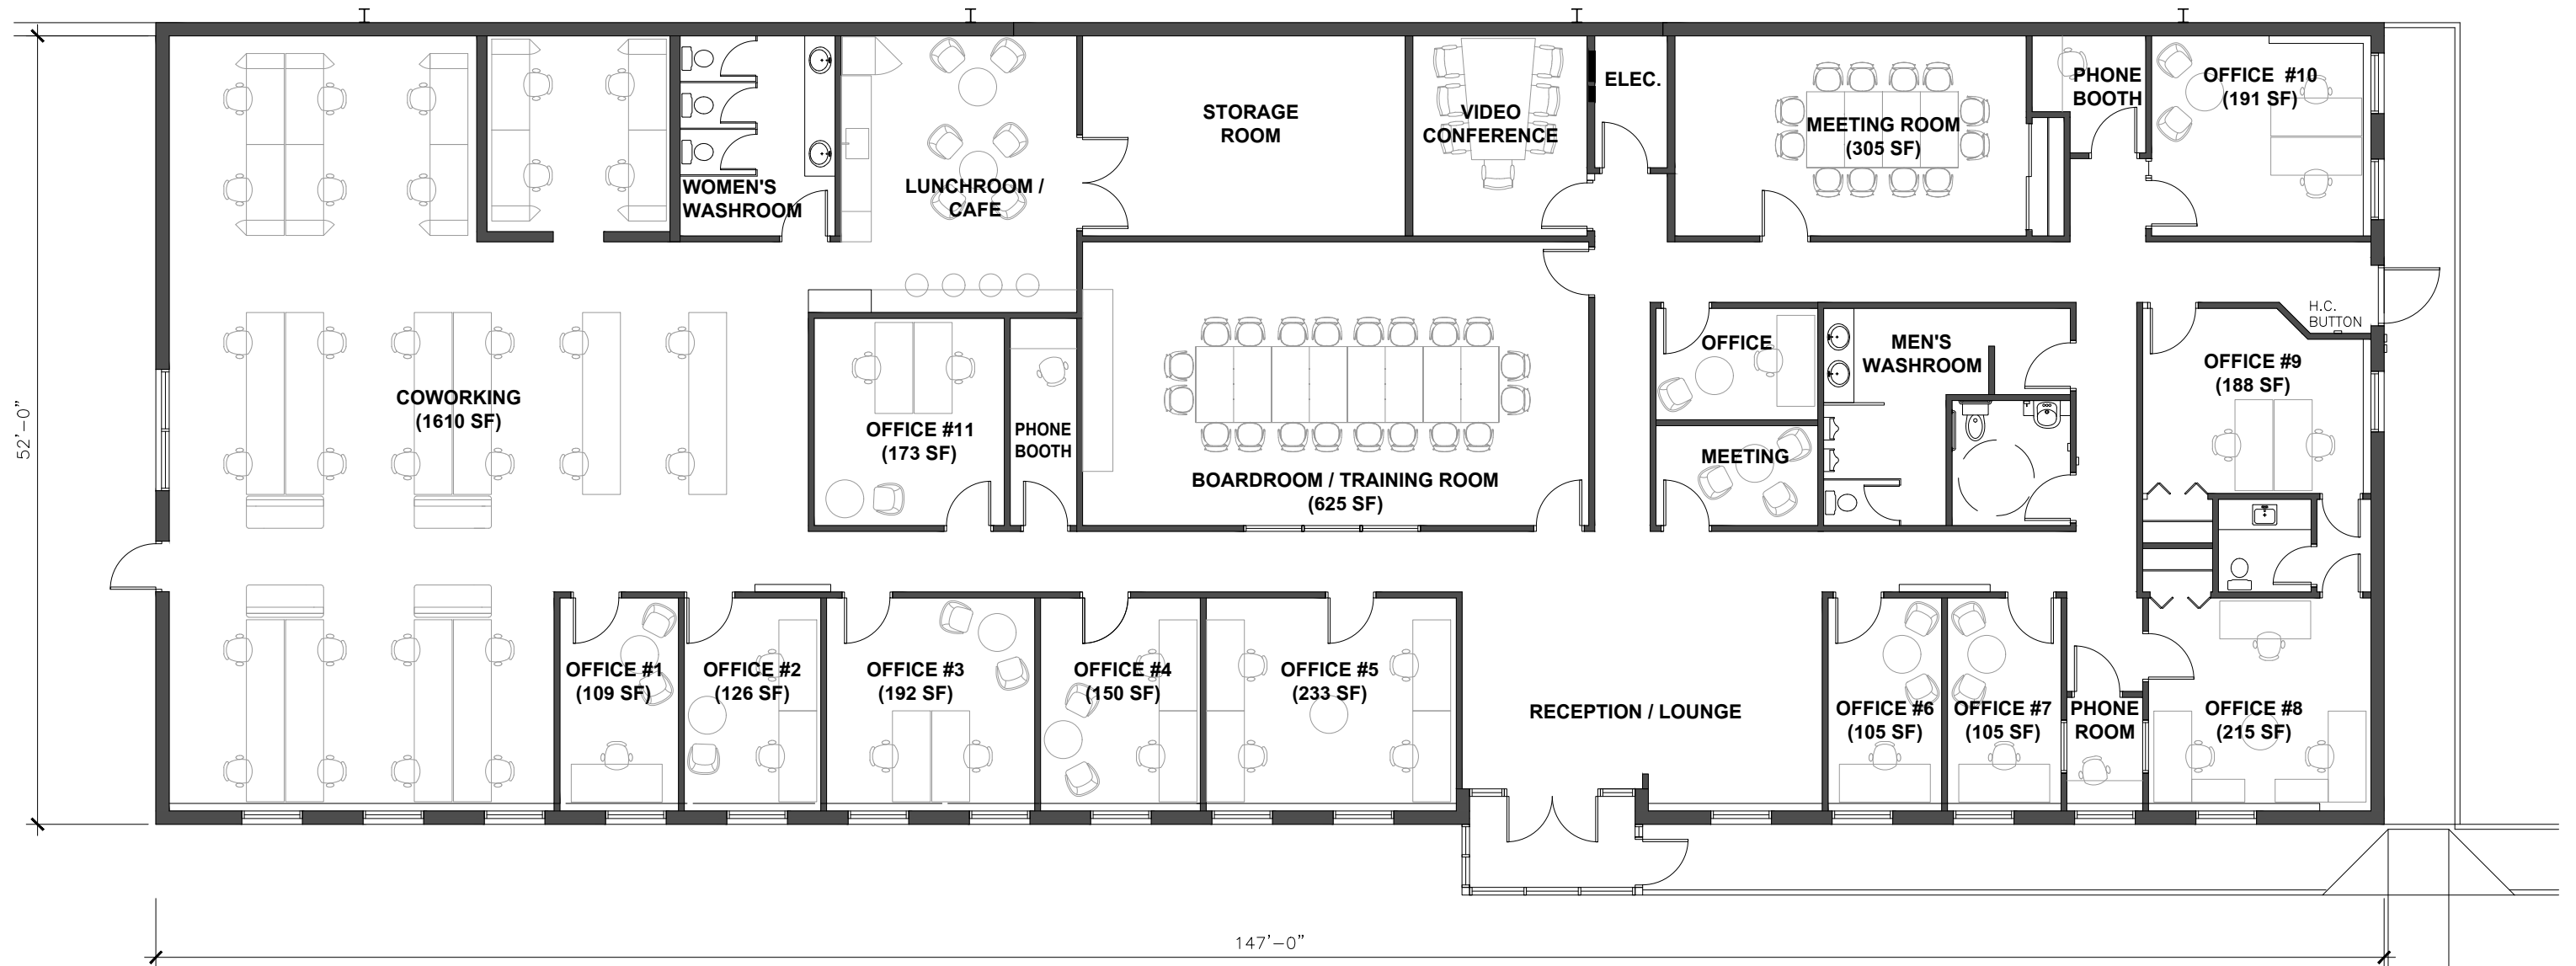 STORAGE
ROOM
VIDEO
CONFERENCE
ELEC.
MEETING ROOM
(305 SF)
PHONE
BOOTH
OFFICE #10
(191 SF)
WOMEN'S
WASHROOM
LUNCHROOM /
CAFE
H.C.
BUTTON
52'-0"
COWORKING
(1610 SF)
OFFICE #11
(173 SF)
PHONE
BOOTH
BOARDROOM / TRAINING ROOM
(625 SF)
OFFICE
MEETING
MEN'S
WASHROOM
OFFICE #9
(188 SF)
OFFICE #1
(109 SF)
OFFICE #2
(126 SF)
OFFICE #3
(192 SF)
OFFICE #4
(150 SF)
OFFICE #5
(233 SF)
RECEPTION / LOUNGE
OFFICE #6
(105 SF)
OFFICE #7
(105 SF)
PHONE
ROOM
OFFICE #8
(215 SF)
147'-0"